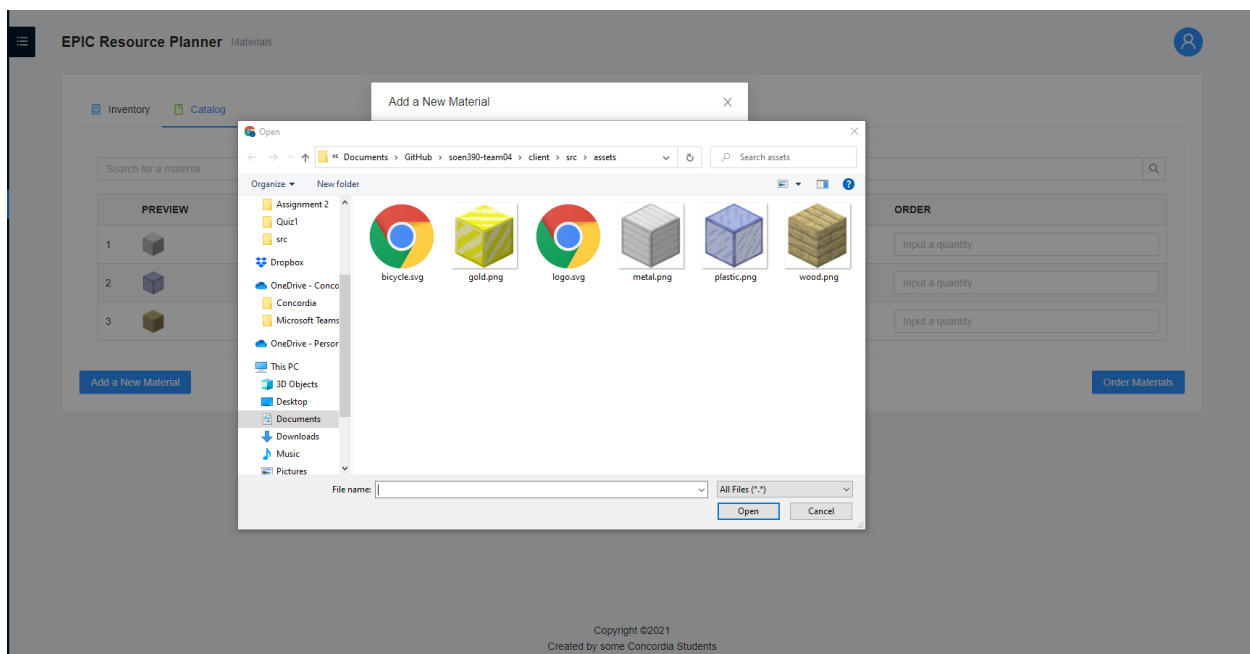 EPIC Resource Planner Materials
Add a New Material
Inventory Catalog
Open
« Documents › GitHub › soen390-team04 › client › src › assets
Search assets
Search for a material
Organize New folder
Assignment 2
Quiz1
src
Dropbox
OneDrive - Conco
Concordia
Microsoft Teams
OneDrive - Person
This PC
3D Objects
Desktop
Documents
Downloads
Music
Pictures
bicycle.svg gold.png logo.svg metal.png plastic.png wood.png
PREVIEW ORDER
1 Input a quantity
2 Input a quantity
3 Input a quantity
Add a New Material Order Materials
File name: All Files (*.*)
Open Cancel
Copyright ©2021
Created by some Concordia Students